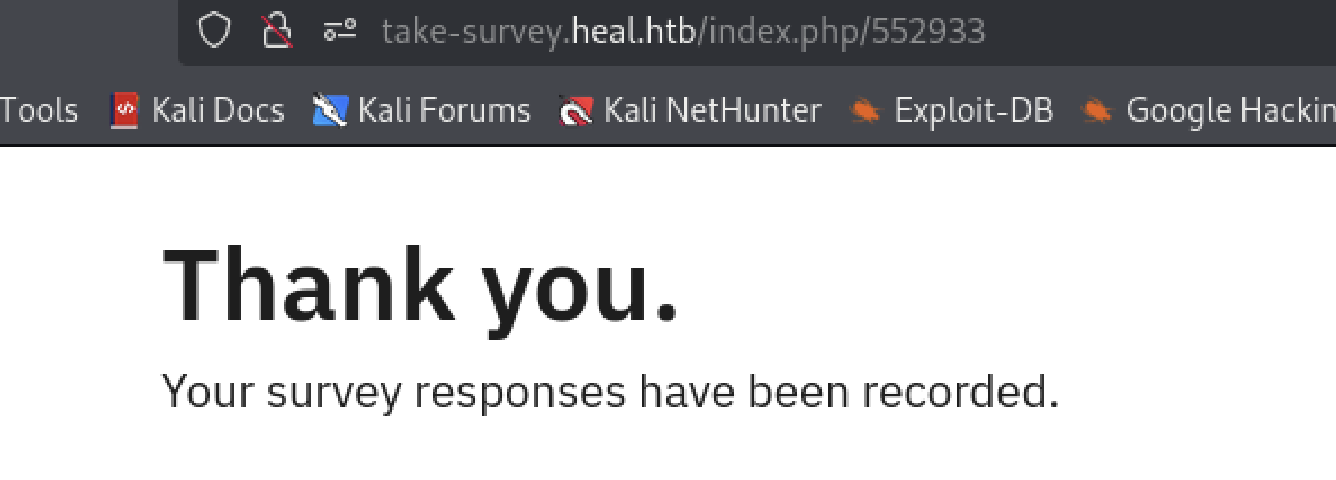 take-survey.heal.htb/index.php/552933
Tools Kali Docs Kali Forums Kali NetHunter Exploit-DB Google Hackin
Thank you.
Your survey responses have been recorded.